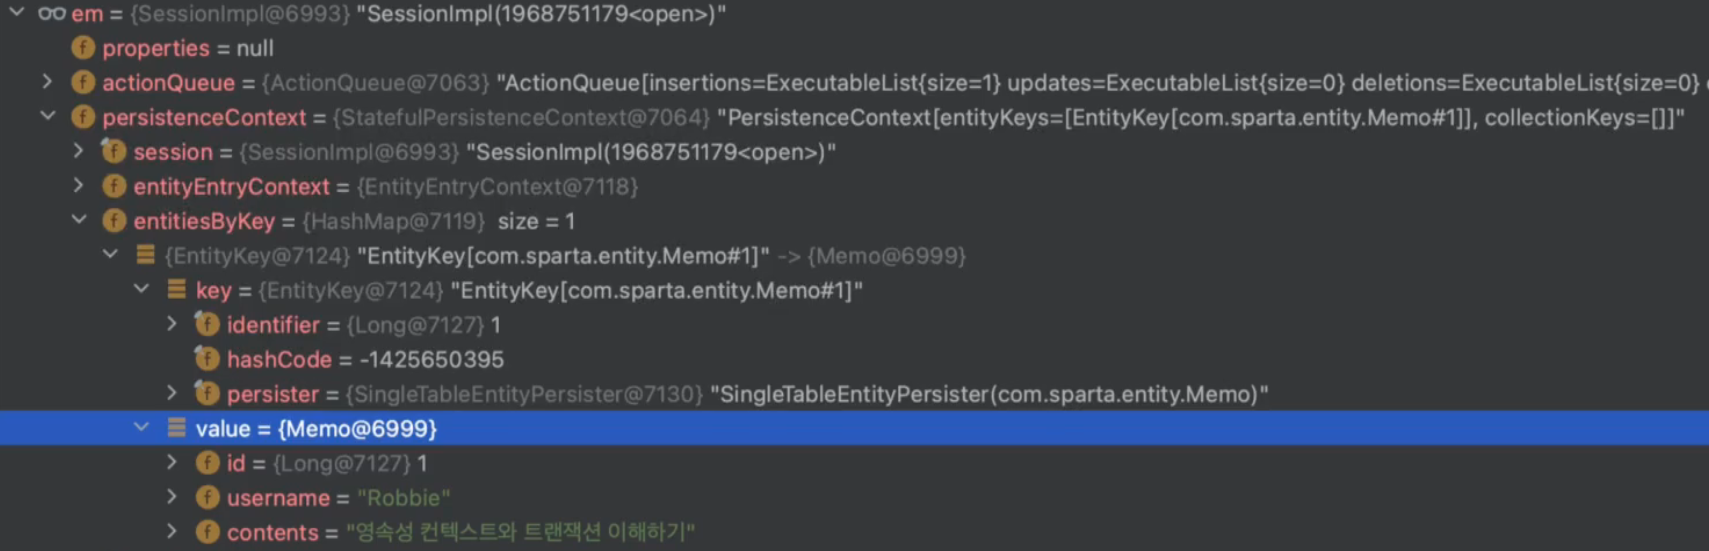 em = {SessionImpl@6993} "SessionImpl(1968751179<open>)"
properties = null
actionQueue = {ActionQueue@7063} "ActionQueue[insertions=ExecutableList{size=1} updates=ExecutableList{size=0} deletions=ExecutableList{size=0}
persistenceContext = {StatefulPersistenceContext@7064} "PersistenceContext[entityKeys=[EntityKey[com.sparta.entity.Memo#1]], collectionKeys=[]]"
session = {SessionImpl@6993} "SessionImpl(1968751179<open>)"
entityEntryContext = {EntityEntryContext@7118}
entitiesByKey = {HashMap@7119} size = 1
{EntityKey@7124} "EntityKey[com.sparta.entity.Memo#1]" -> {Memo@6999}
key = {EntityKey@7124} "EntityKey[com.sparta.entity.Memo#1]"
identifier = {Long@7127} 1
hashCode = -1425650395
persister = {SingleTableEntityPersister@7130} "SingleTableEntityPersister(com.sparta.entity.Memo)"
value = {Memo@6999}
id = {Long@7127} 1
username = "Robbie"
contents = "영속성 컨텍스트와 트랜잭션 이해하기"